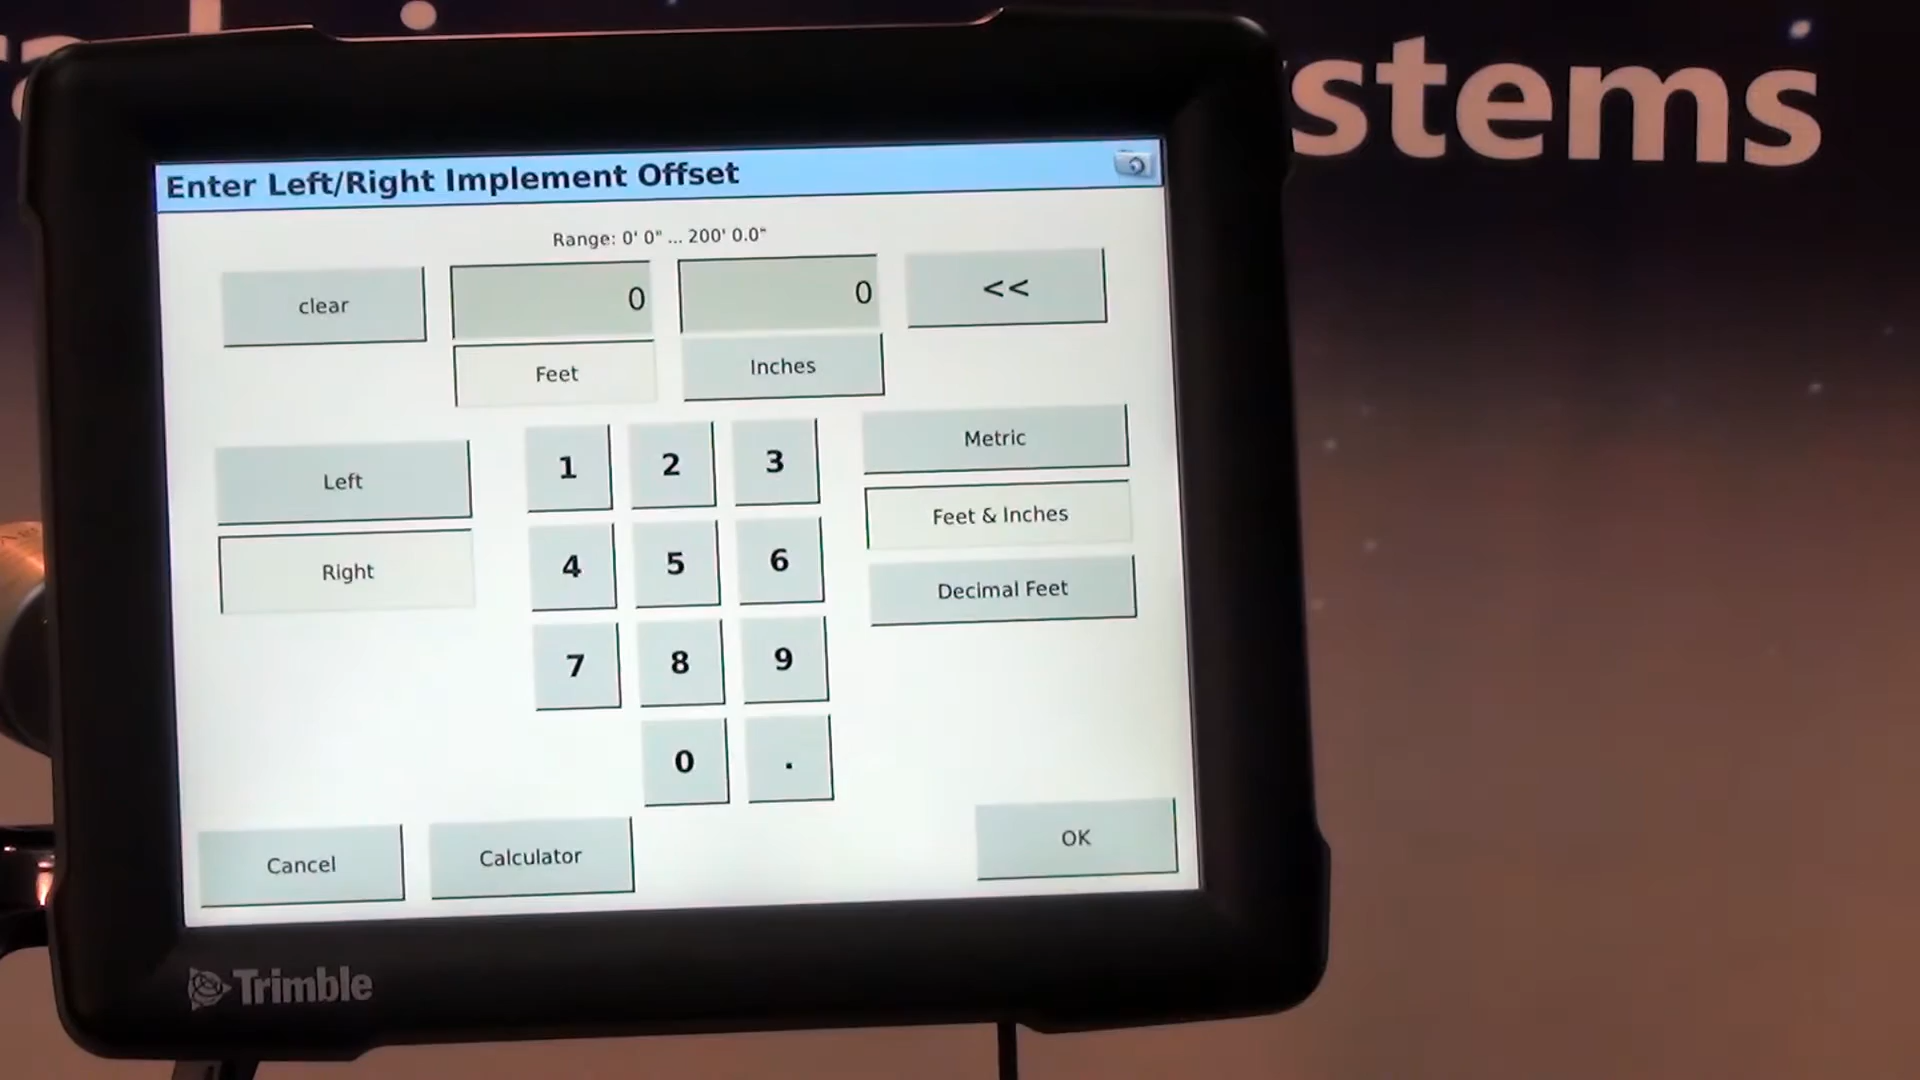 stems
Enter Left/Right Implement Offset
Range: 0' 0" ... 200' 0.0"
clear
0
0
<<
Feet
Inches
Left
1
2
3
Metric
Right
4
5
6
Feet & Inches
Decimal Feet
7
8
9
0
.
Cancel
Calculator
OK
Trimble